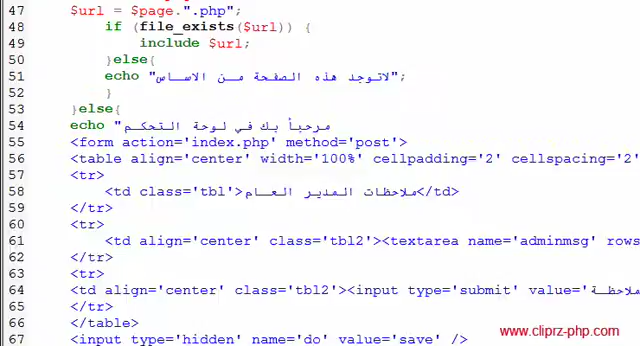 47 $url = $page.".php";
48 if (file_exists($url)) {
49 include $url;
50 }else{
51 echo "لاتوجد هذه الصفحة من الاساس";
52 }
53 }else{
54 echo "مرحبأ بك في لوحة التحكم
55 <form action='index.php' method='post'>
56 <table align='center' width='100%' cellpadding='2' cellspacing='2'
57 <tr>
58 <td class='tbl'>ملاحظات المدير العام</td>
59 </tr>
60 <tr>
61 <td align='center' class='tbl2'><textarea name='adminmsg' rows
62 </tr>
63 <tr>
64 <td align='center' class='tbl2'><input type='submit' value='ملاحظة
65 </tr>
66 </table>
67 <input type='hidden' name='do' value='save' />
www.cliprz-php.com